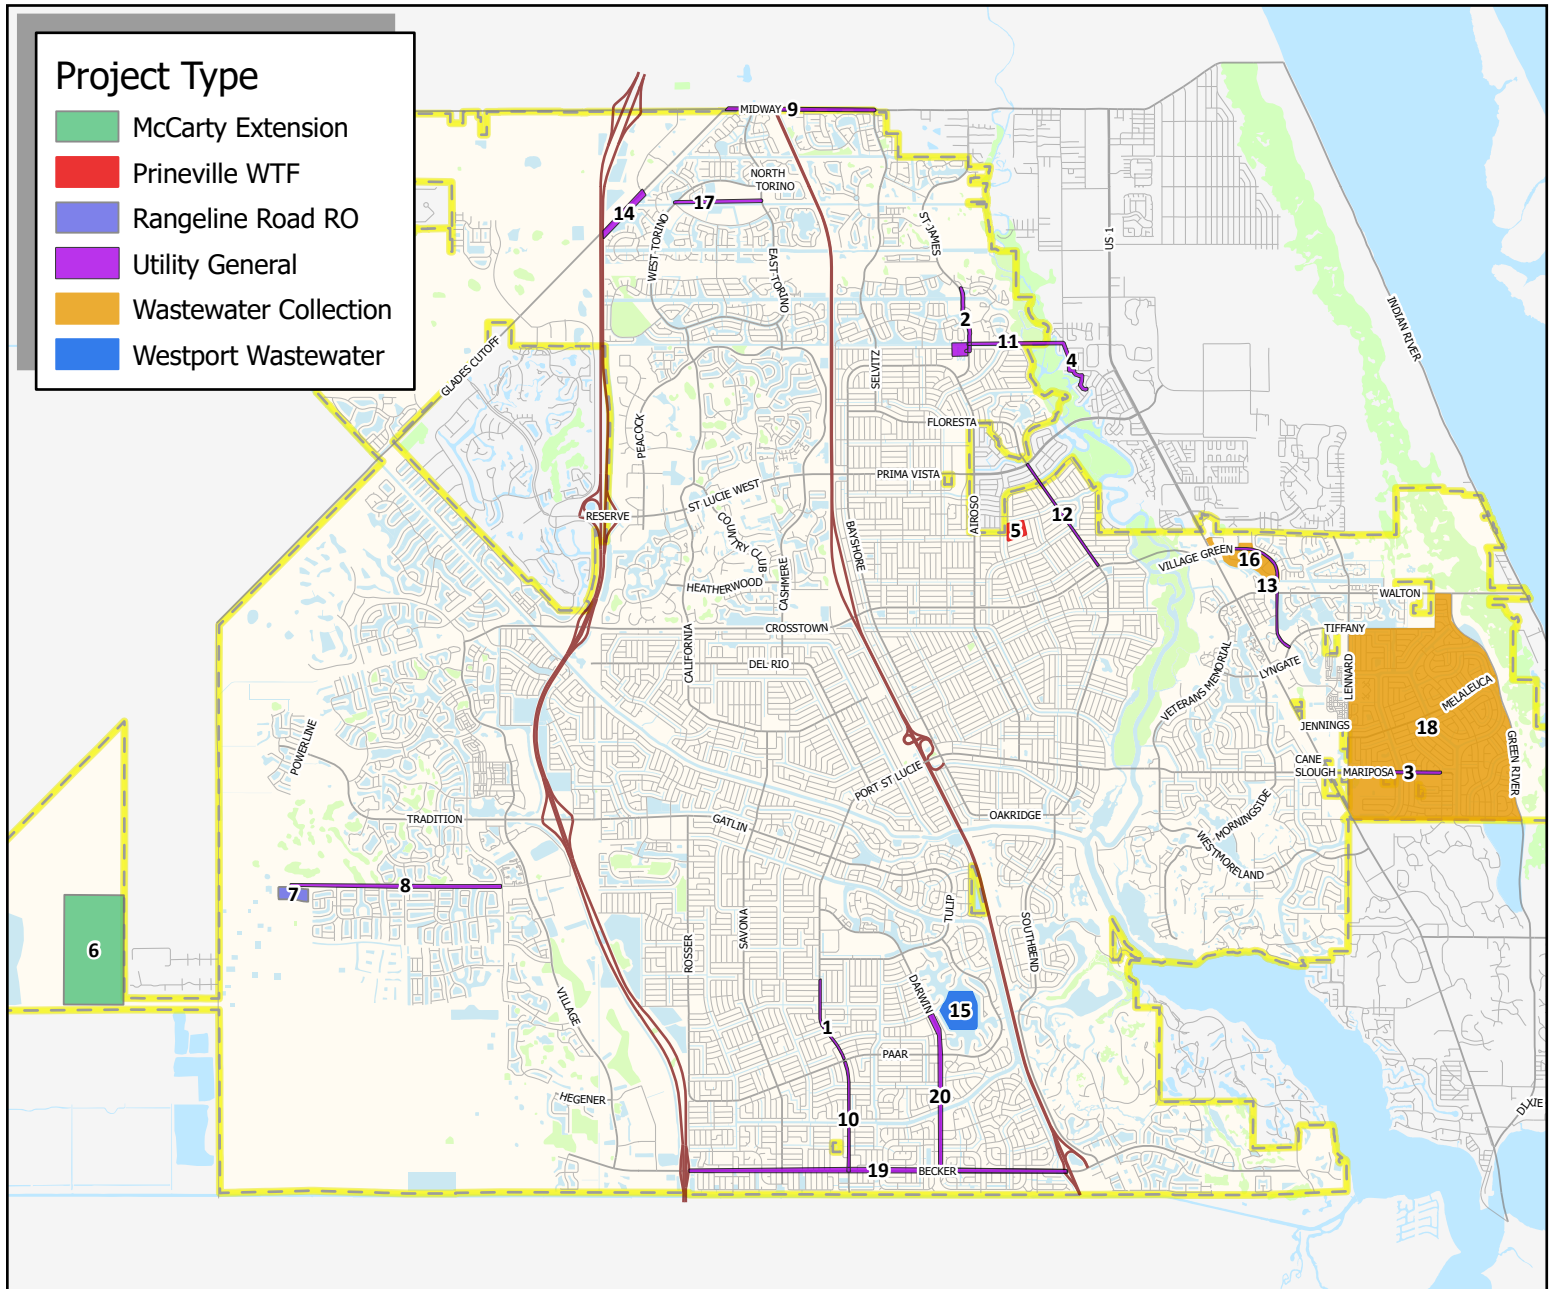 Project Type
McCarty Extension
Prineville WTF
Rangeline Road RO
Utility General
Wastewater Collection
Westport Wastewater
MIDWAY
9
NORTH
TORINO
14
17
WEST TORINO
EAST TORINO
ST JAMES
US 1
INDIAN RIVER
2
11
4
GLADES CUTOFF
SELVITZ
PEACOCK
FLORESTA
PRIMA VISTA
ST LUCIE WEST
RESERVE
COUNTRY CLUB
AIROSO
5
12
BAYSHORE
VILLAGE GREEN
16
13
HEATHERWOOD
CASHMERE
WALTON
CROSSTOWN
TIFFANY
CALIFORNIA
DEL RIO
LYNGATE
LENNARD
VETERANS MEMORIAL
MELALEUCA
POWERLINE
JENNINGS
18
GREEN RIVER
CANE
SLOUGH
MARIPOSA
3
PORT ST LUCIE
TRADITION
GATLIN
OAKRIDGE
MORNINGSIDE
WESTMORELAND
7
8
TULIP
SAVONA
ROSSER
SOUTHBEND
6
VILLAGE
DARWIN
15
1
PAAR
HEGENER
20
10
DIXIE
19
BECKER